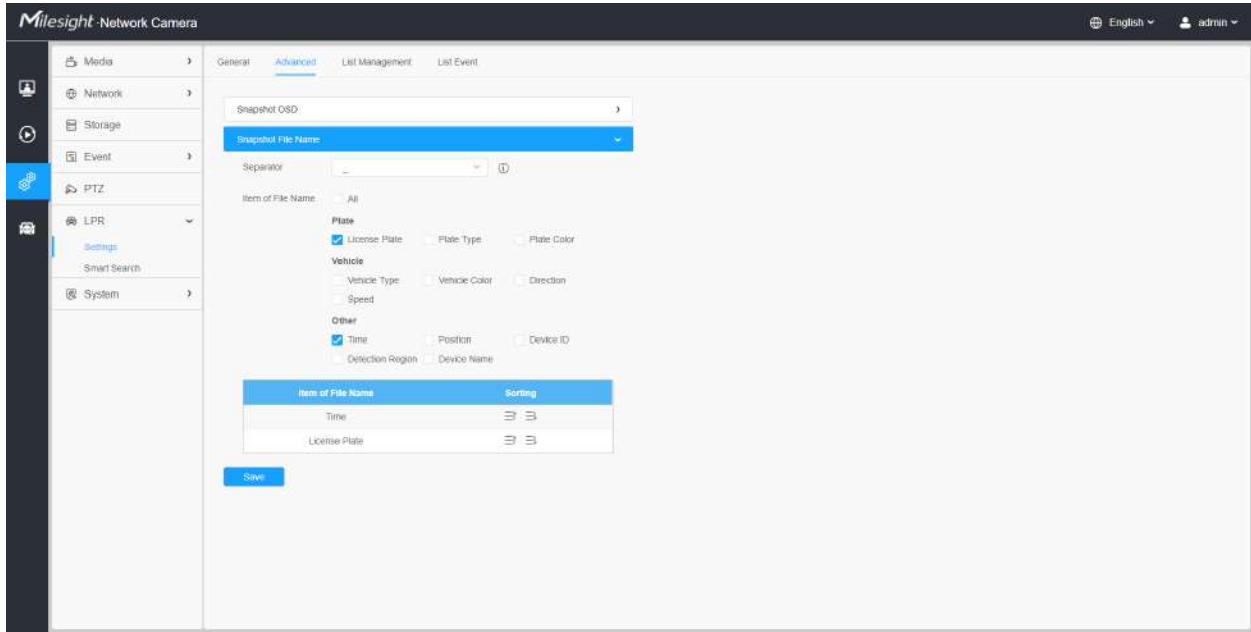 Milesight ·Network Camera
English
admin
Media
Network
Storage
Event
PTZ
LPR
Settings
Smart Search
System
General
Advanced
List Management
List Event
Snapshot OSD
Snapshot File Name
Separator
_
Item of File Name
All
Plate
License Plate
Plate Type
Plate Color
Vehicle
Vehicle Type
Vehicle Color
Direction
Speed
Other
Time
Position
Device ID
Detection Region
Device Name
Item of File Name
Sorting
Time
License Plate
Save